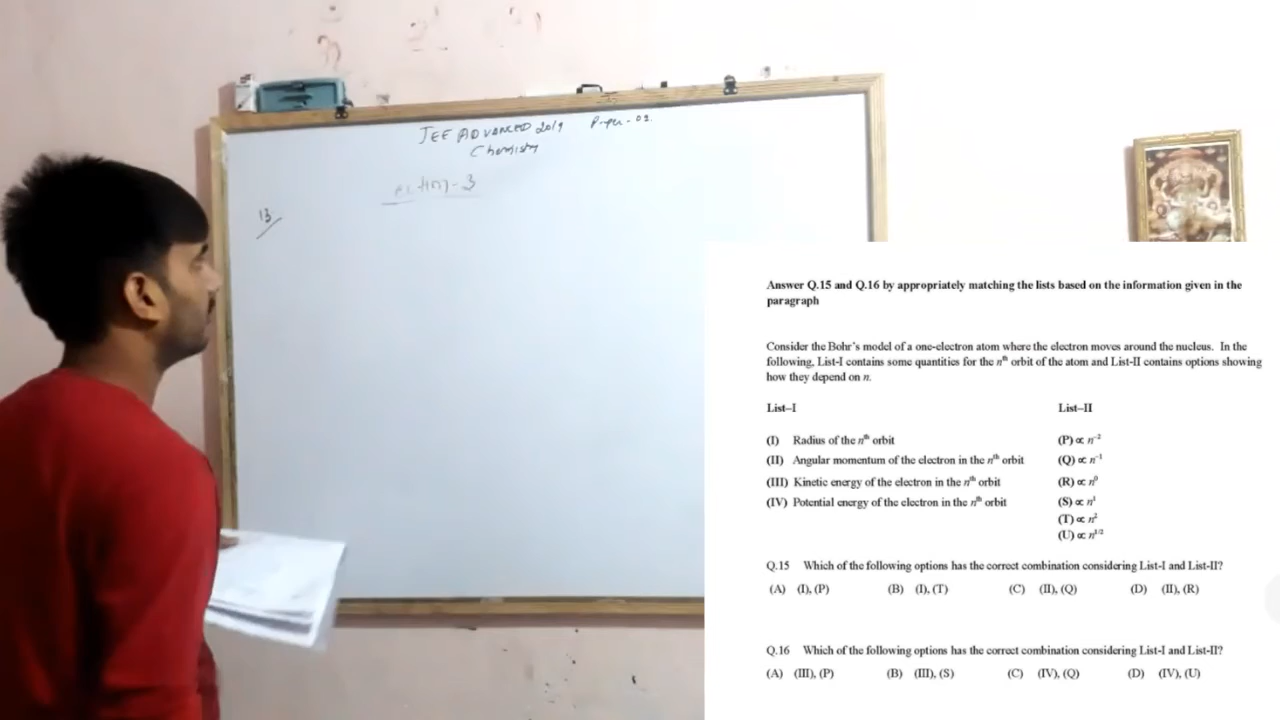 JEE ADVANCED 2019 Paper-02.
Chemistry
13
Answer Q.15 and Q.16 by appropriately matching the lists based on the information given in the
paragraph
Consider the Bohr's model of a one-electron atom where the electron moves around the nucleus. In the
following, List-I contains some quantities for the nᵗʰ orbit of the atom and List-II contains options showing
how they depend on n.
List–I List–II
(I) Radius of the nᵗʰ orbit (P) ∝ n⁻²
(II) Angular momentum of the electron in the nᵗʰ orbit (Q) ∝ n⁻¹
(III) Kinetic energy of the electron in the nᵗʰ orbit (R) ∝ n⁰
(IV) Potential energy of the electron in the nᵗʰ orbit (S) ∝ n¹
(T) ∝ n²
(U) ∝ n¹/²
Q.15 Which of the following options has the correct combination considering List-I and List-II?
(A) (I), (P) (B) (I), (T) (C) (II), (Q) (D) (II), (R)
Q.16 Which of the following options has the correct combination considering List-I and List-II?
(A) (III), (P) (B) (III), (S) (C) (IV), (Q) (D) (IV), (U)